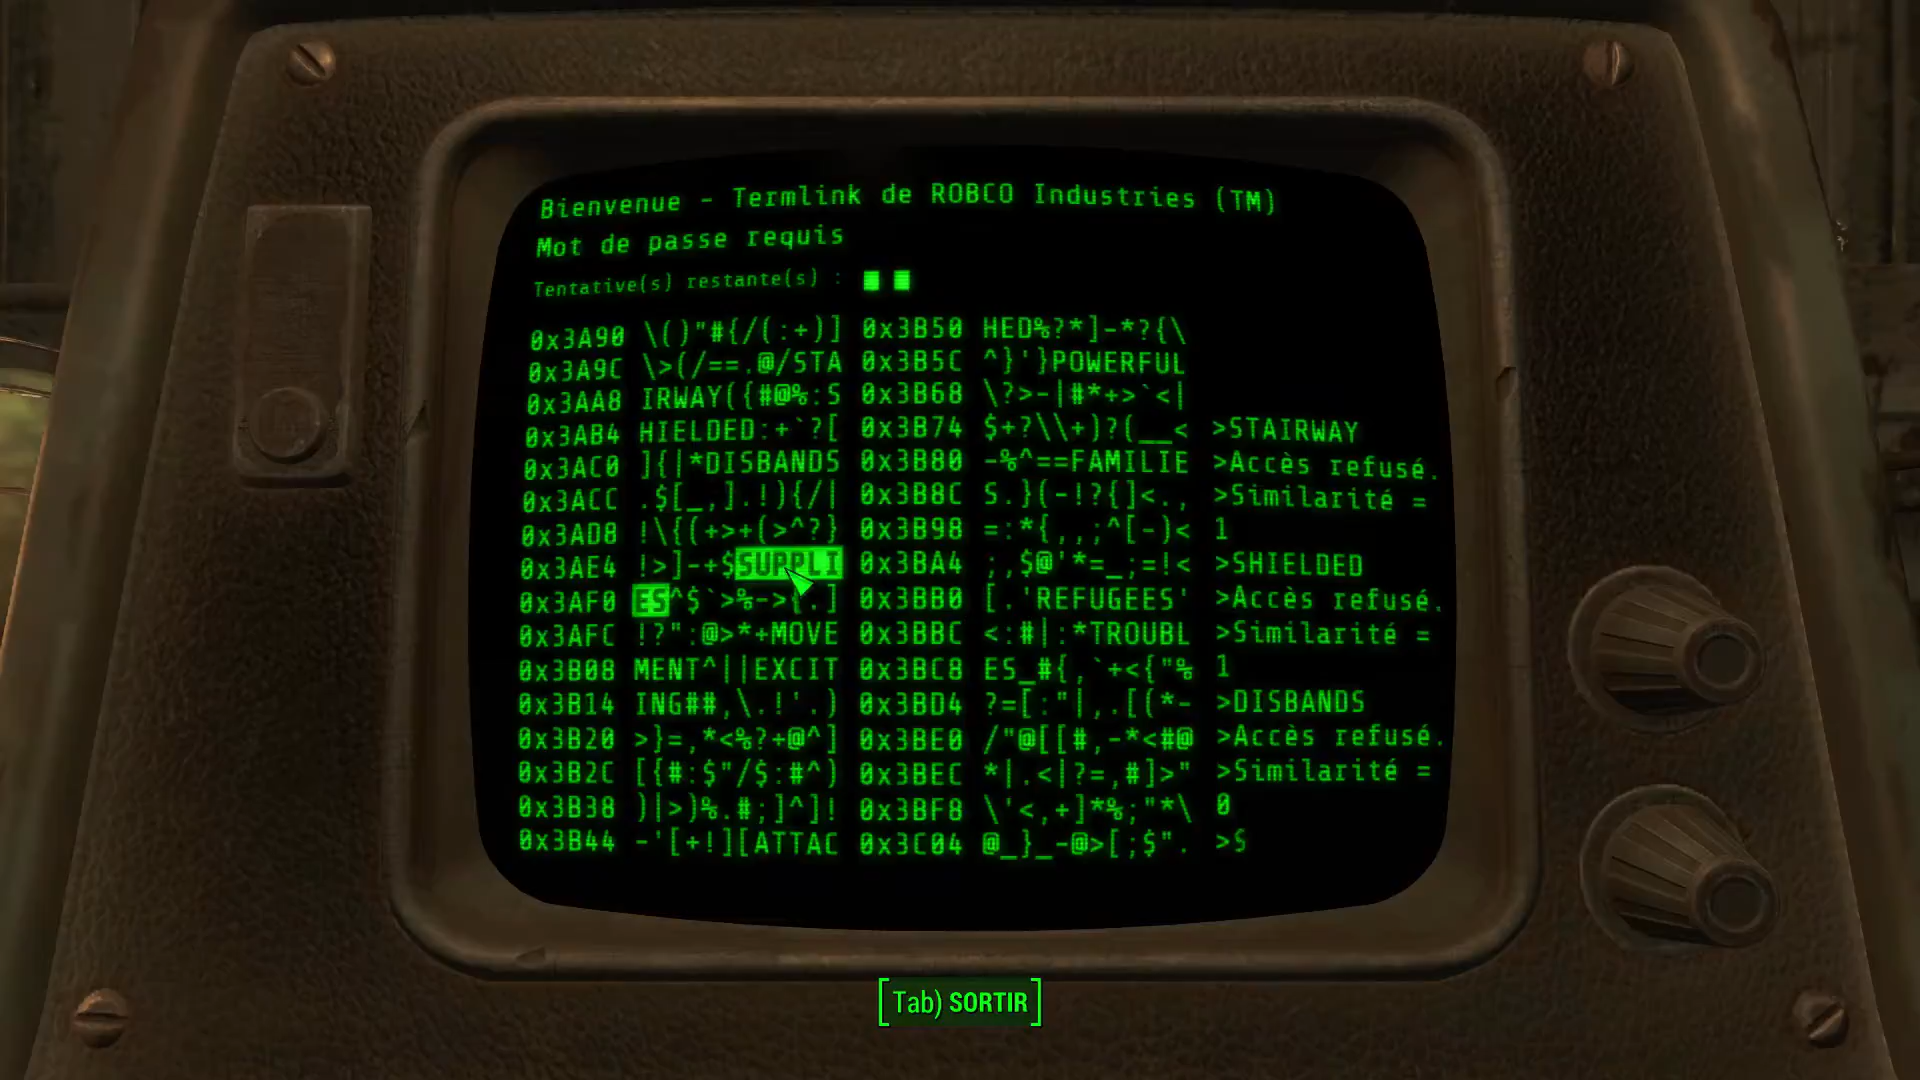 Bienvenue - Termlink de ROBCO Industries (TM)
Mot de passe requis
Tentative(s) restante(s) :
0x3A90 \()"#{/(:+)] 0x3B50 HED%?*]-*?{\
0x3A9C \>(/==.@/STA 0x3B5C ^}'}POWERFUL
0x3AA8 IRWAY({#@%:S 0x3B68 \?>-|#*+>`<|
0x3AB4 HIELDED:+`?[ 0x3B74 $+?\\+)?(__< >STAIRWAY
0x3AC0 ]{|*DISBANDS 0x3B80 -%^==FAMILIE >Accès refusé.
0x3ACC .$[_,].!){/| 0x3B8C S.}(-!?{]<., >Similarité =
0x3AD8 !\{(+>+(>^?} 0x3B98 =:*{,,;^[-)< 1
0x3AE4 !>]-+$SUPPLI 0x3BA4 ;,$@'*=_;=!< >SHIELDED
0x3AF0 ES^$`>%->{.] 0x3BB0 [.'REFUGEES' >Accès refusé.
0x3AFC !?":@>*+MOVE 0x3BBC <:#|:*TROUBL >Similarité =
0x3B08 MENT^||EXCIT 0x3BC8 ES_#{,`+<{"% 1
0x3B14 ING##,\.!'.) 0x3BD4 ?=[:"|,.[(*- >DISBANDS
0x3B20 >}=,*<%?+@^] 0x3BE0 /"@[[#,-*<#@ >Accès refusé.
0x3B2C [{#:$"/$:#^) 0x3BEC *|.<|?=,#]>" >Similarité =
0x3B38 )|>)%.#;]^]! 0x3BF8 \'<,+]*%;"*\ 0
0x3B44 -'[+!][ATTAC 0x3C04 @_}_-@>[;$". >S
[Tab) SORTIR]